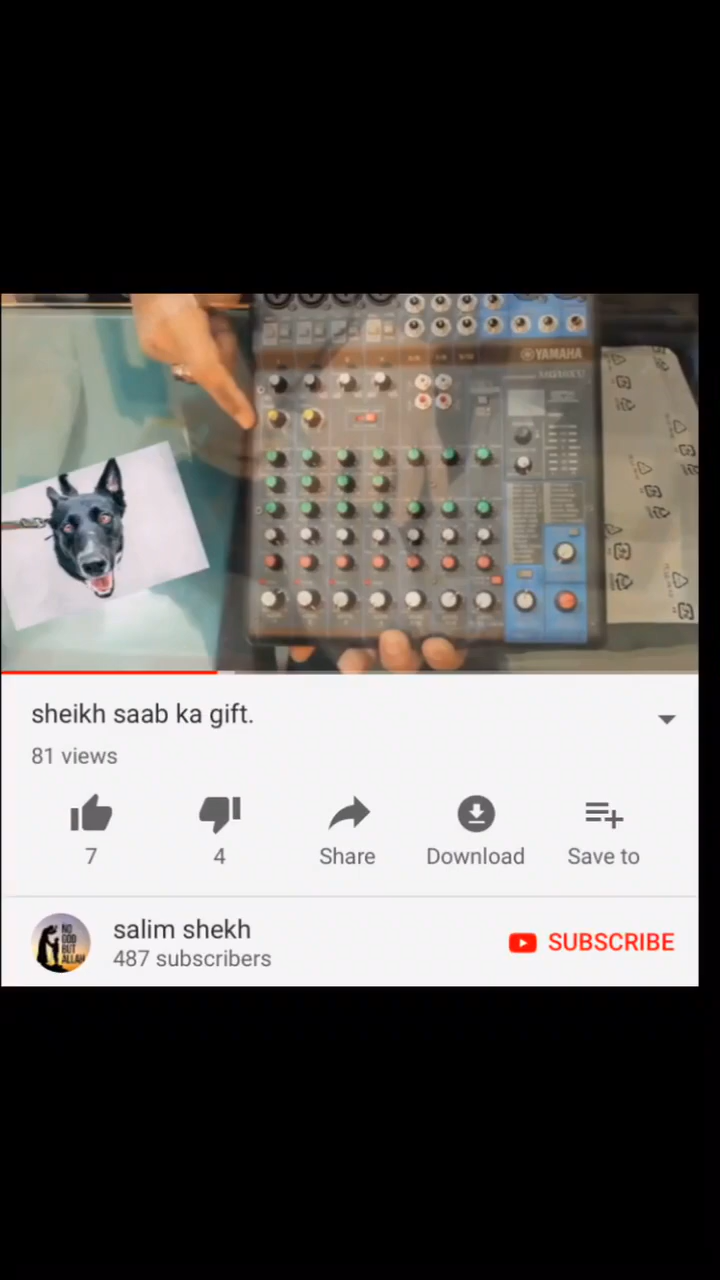 YAMAHA
sheikh saab ka gift.
81 views
7
4
Share
Download
Save to
NO
GOD
BUT
ALLAH
salim shekh
487 subscribers
SUBSCRIBE